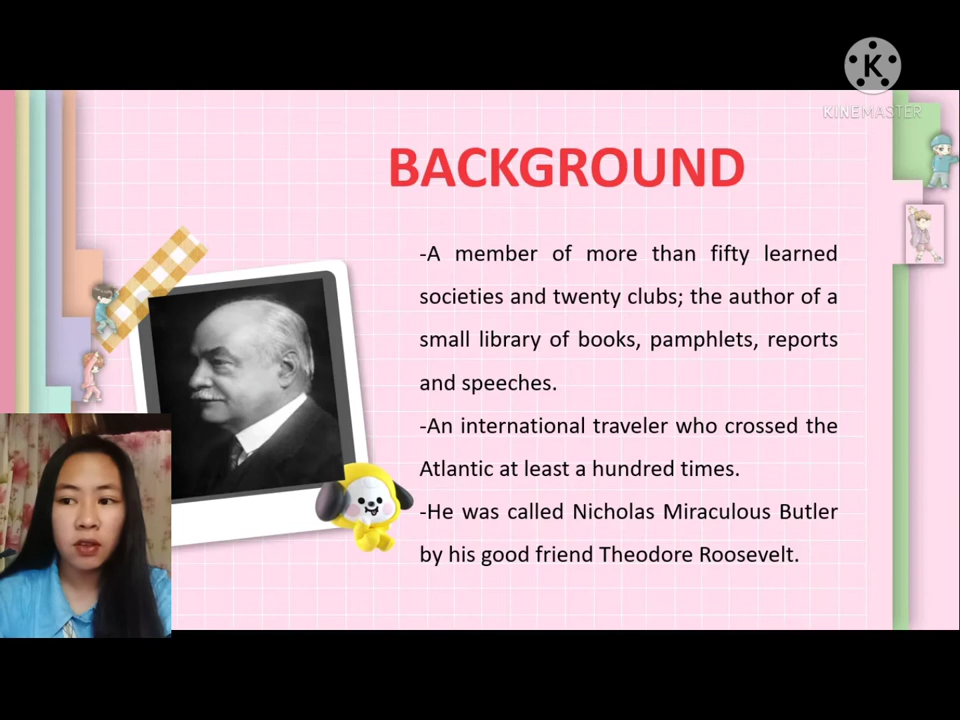 K
KINEMASTER
BACKGROUND
-A member of more than fifty learned
societies and twenty clubs; the author of a
small library of books, pamphlets, reports
and speeches.
-An international traveler who crossed the
Atlantic at least a hundred times.
-He was called Nicholas Miraculous Butler
by his good friend Theodore Roosevelt.